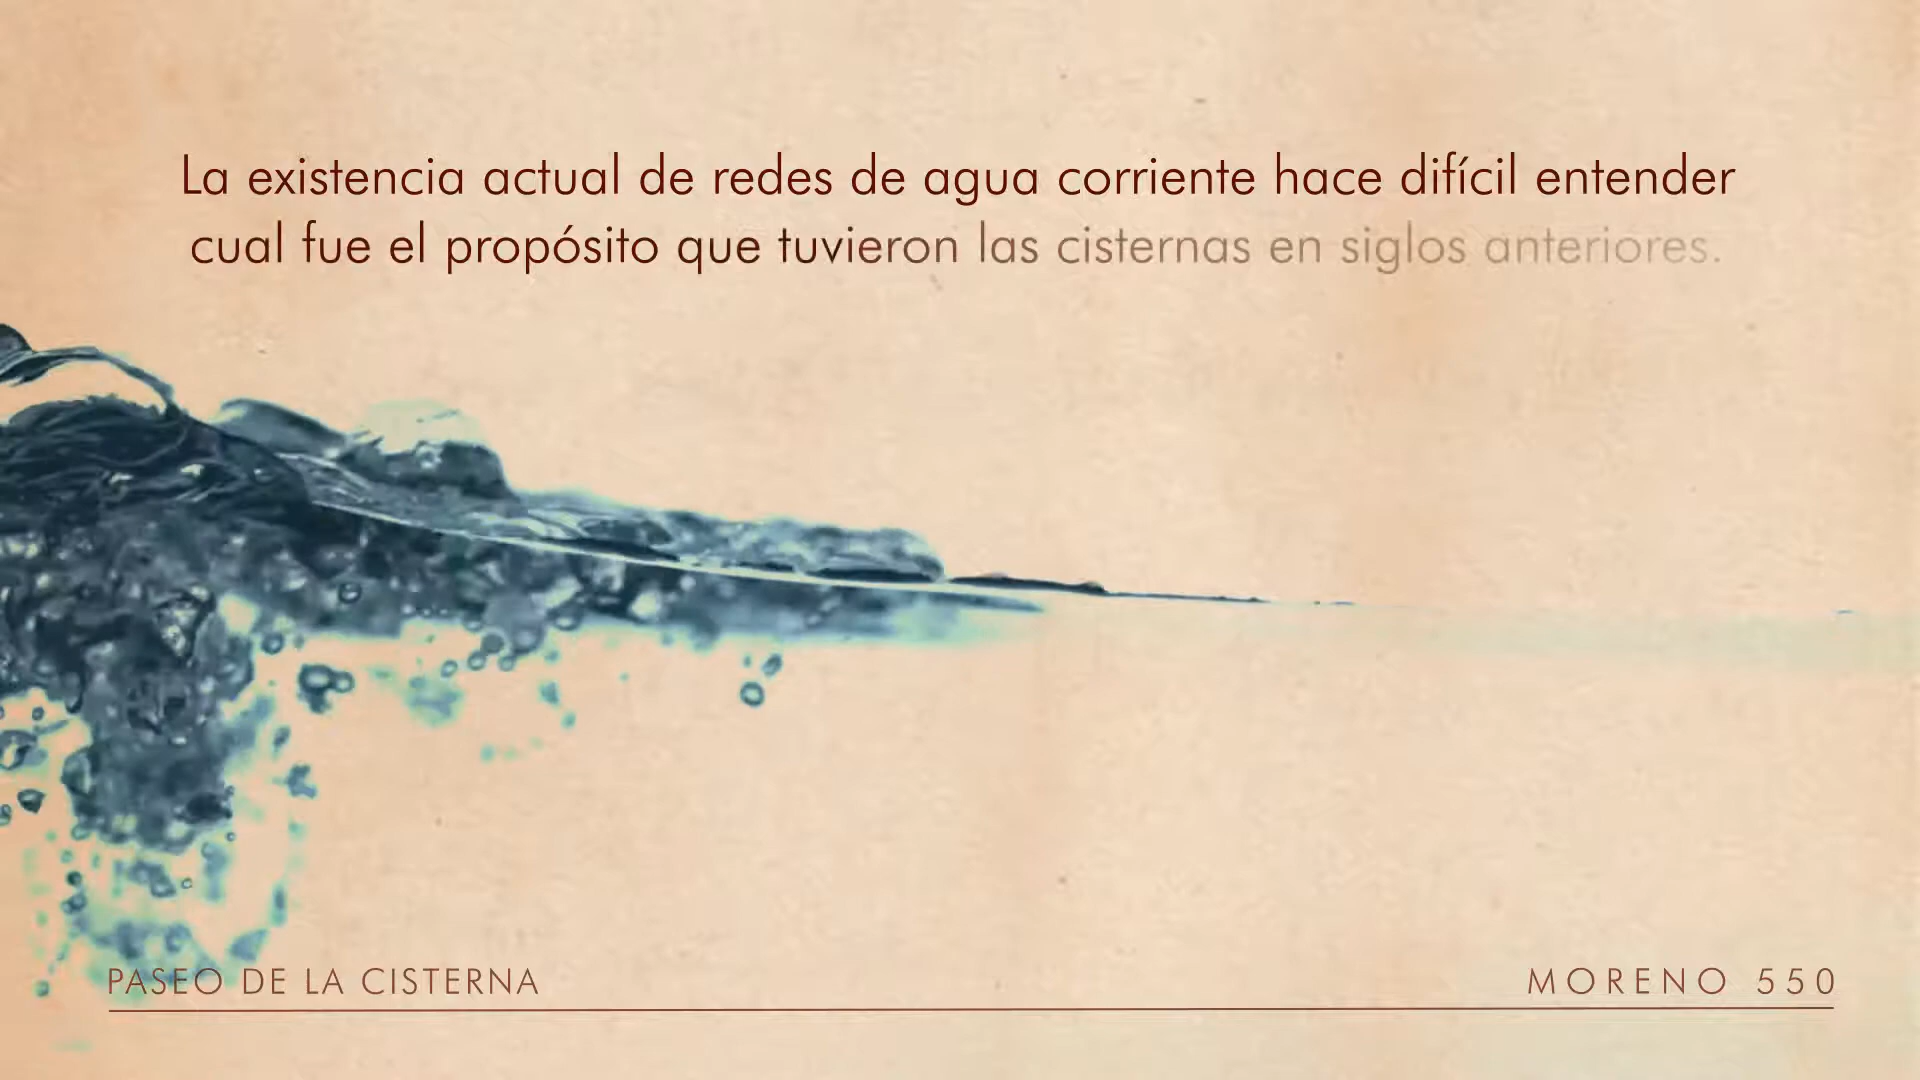 La existencia actual de redes de agua corriente hace difícil entender
cual fue el propósito que tuvieron las cisternas en siglos anteriores.
PASEO DE LA CISTERNA
MORENO 550